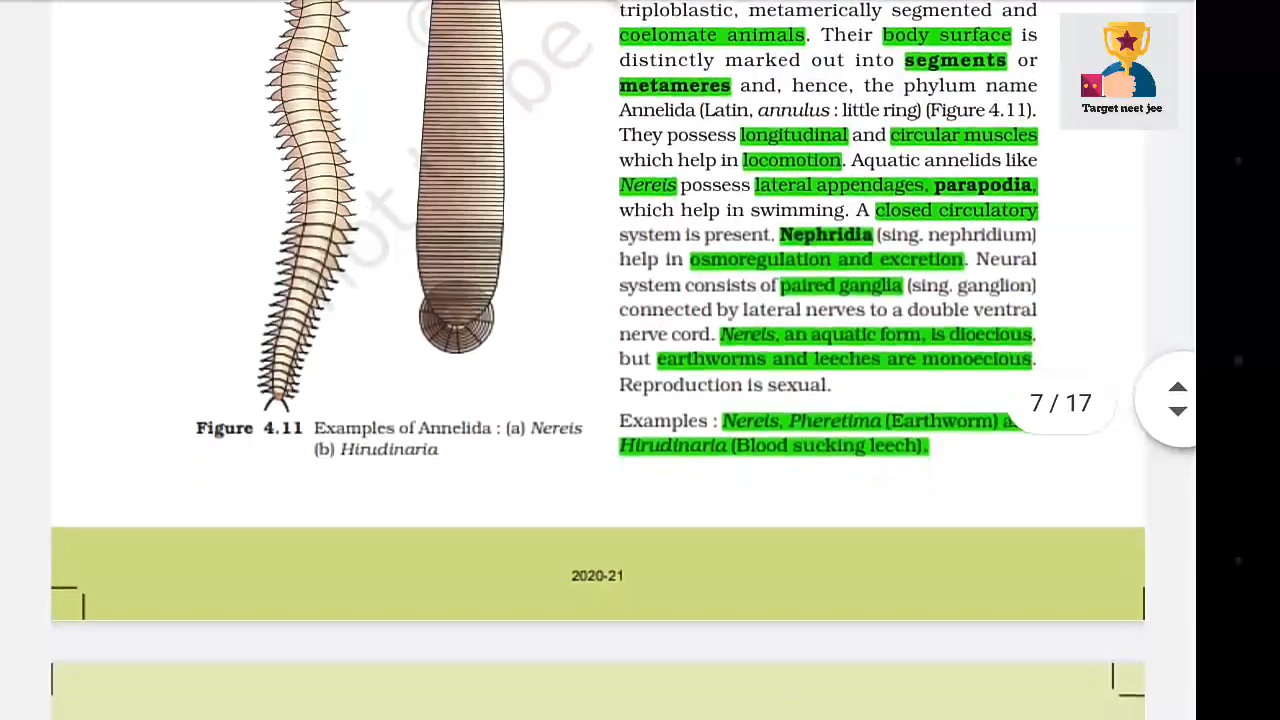 triploblastic, metamerically segmented and
coelomate animals. Their body surface is
distinctly marked out into segments or
metameres and, hence, the phylum name
Annelida (Latin, annulus : little ring) (Figure 4.11).
They possess longitudinal and circular muscles
which help in locomotion. Aquatic annelids like
Nereis possess lateral appendages, parapodia,
which help in swimming. A closed circulatory
system is present. Nephridia (sing. nephridium)
help in osmoregulation and excretion. Neural
system consists of paired ganglia (sing. ganglion)
connected by lateral nerves to a double ventral
nerve cord. Nereis, an aquatic form, is dioecious,
but earthworms and leeches are monoecious.
Reproduction is sexual.
Examples : Nereis, Pheretima (Earthworm)
Hirudinaria (Blood sucking leech).
Figure 4.11 Examples of Annelida : (a) Nereis
(b) Hirudinaria
not be
Target neet jee
7 / 17
2020-21